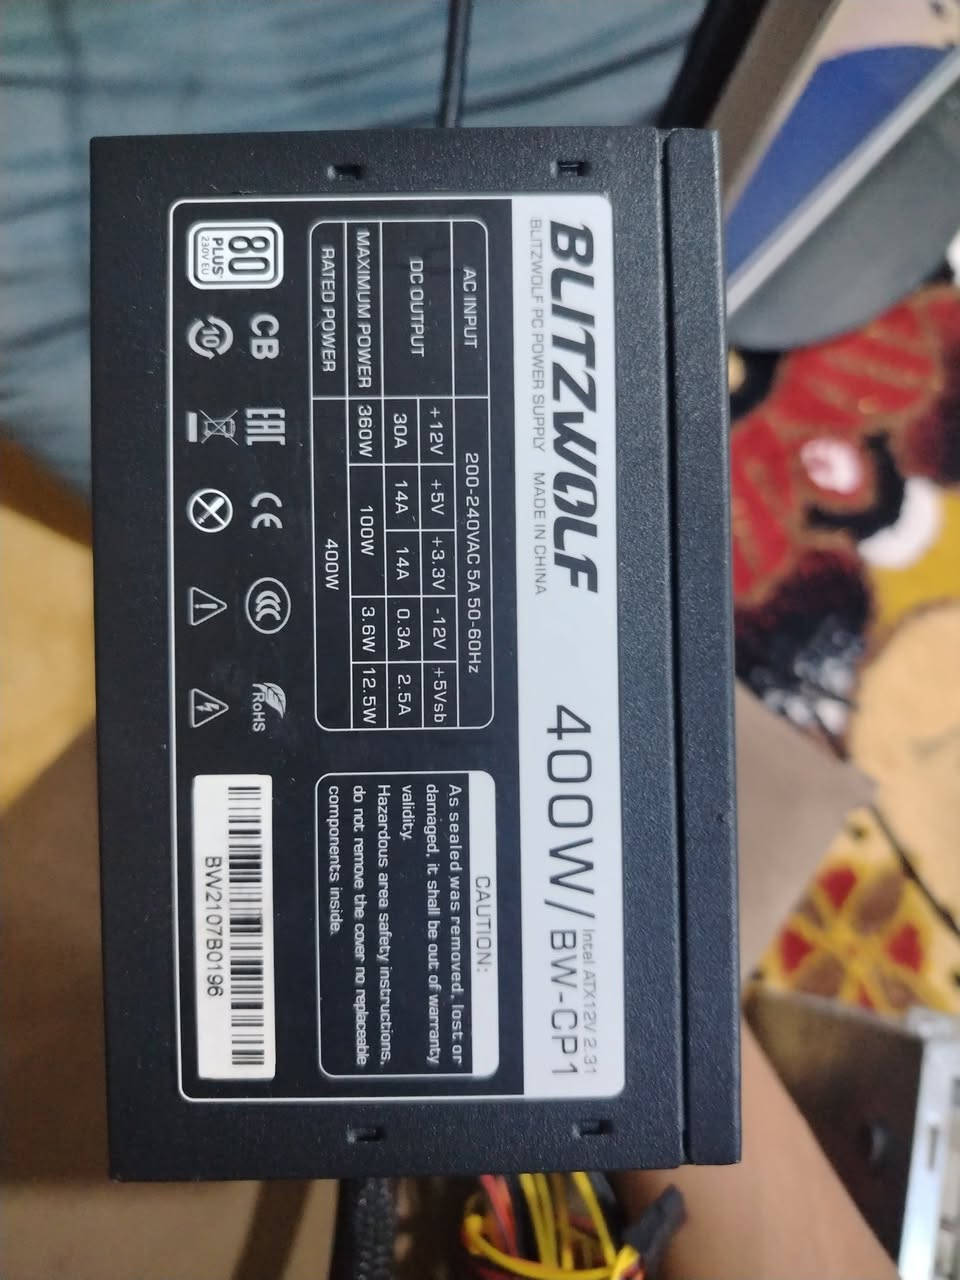 BLITZWOLF
BLITZWOLF PC POWER SUPPLY MADE IN CHINA
400W/BW-CP1
Intel ATX12V 2.31
AC INPUT 200-240VAC 5A 50-60Hz
DC OUTPUT +12V +5V +3.3V -12V +5Vsb
30A 14A 14A 0.3A 2.5A
MAXIMUM POWER 360W 100W 3.6W 12.5W
RATED POWER 400W
CAUTION:
As sealed was removed, lost or
damaged, it shall be out of warranty
validity.
Hazardous area safety instructions,
do not remove the cover no replaceable
components inside.
80
PLUS
230V EU
CB
EAC
CE
CCC
RoHS
10
BW2107B0196